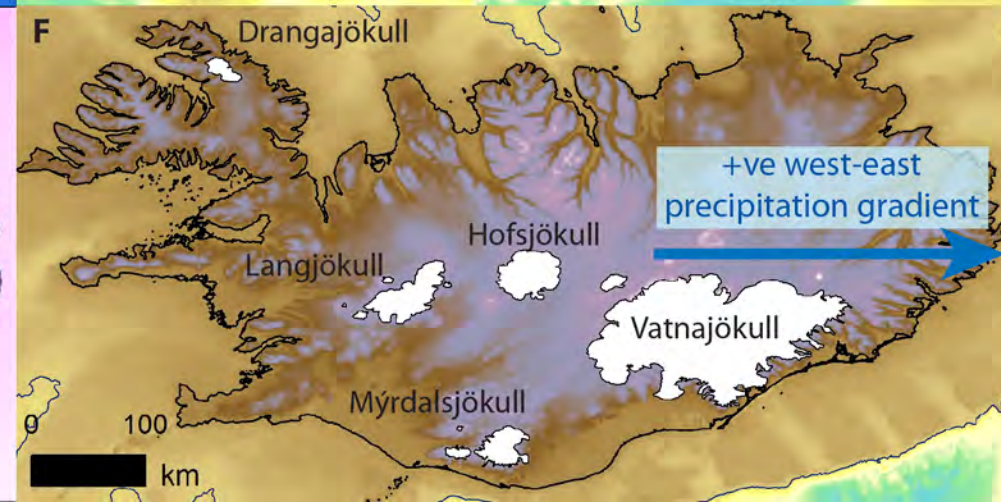 F
Drangajökull
+ve west-east
precipitation gradient
Hofsjökull
Langjökull
Vatnajökull
Mýrdalsjökull
0 100
km